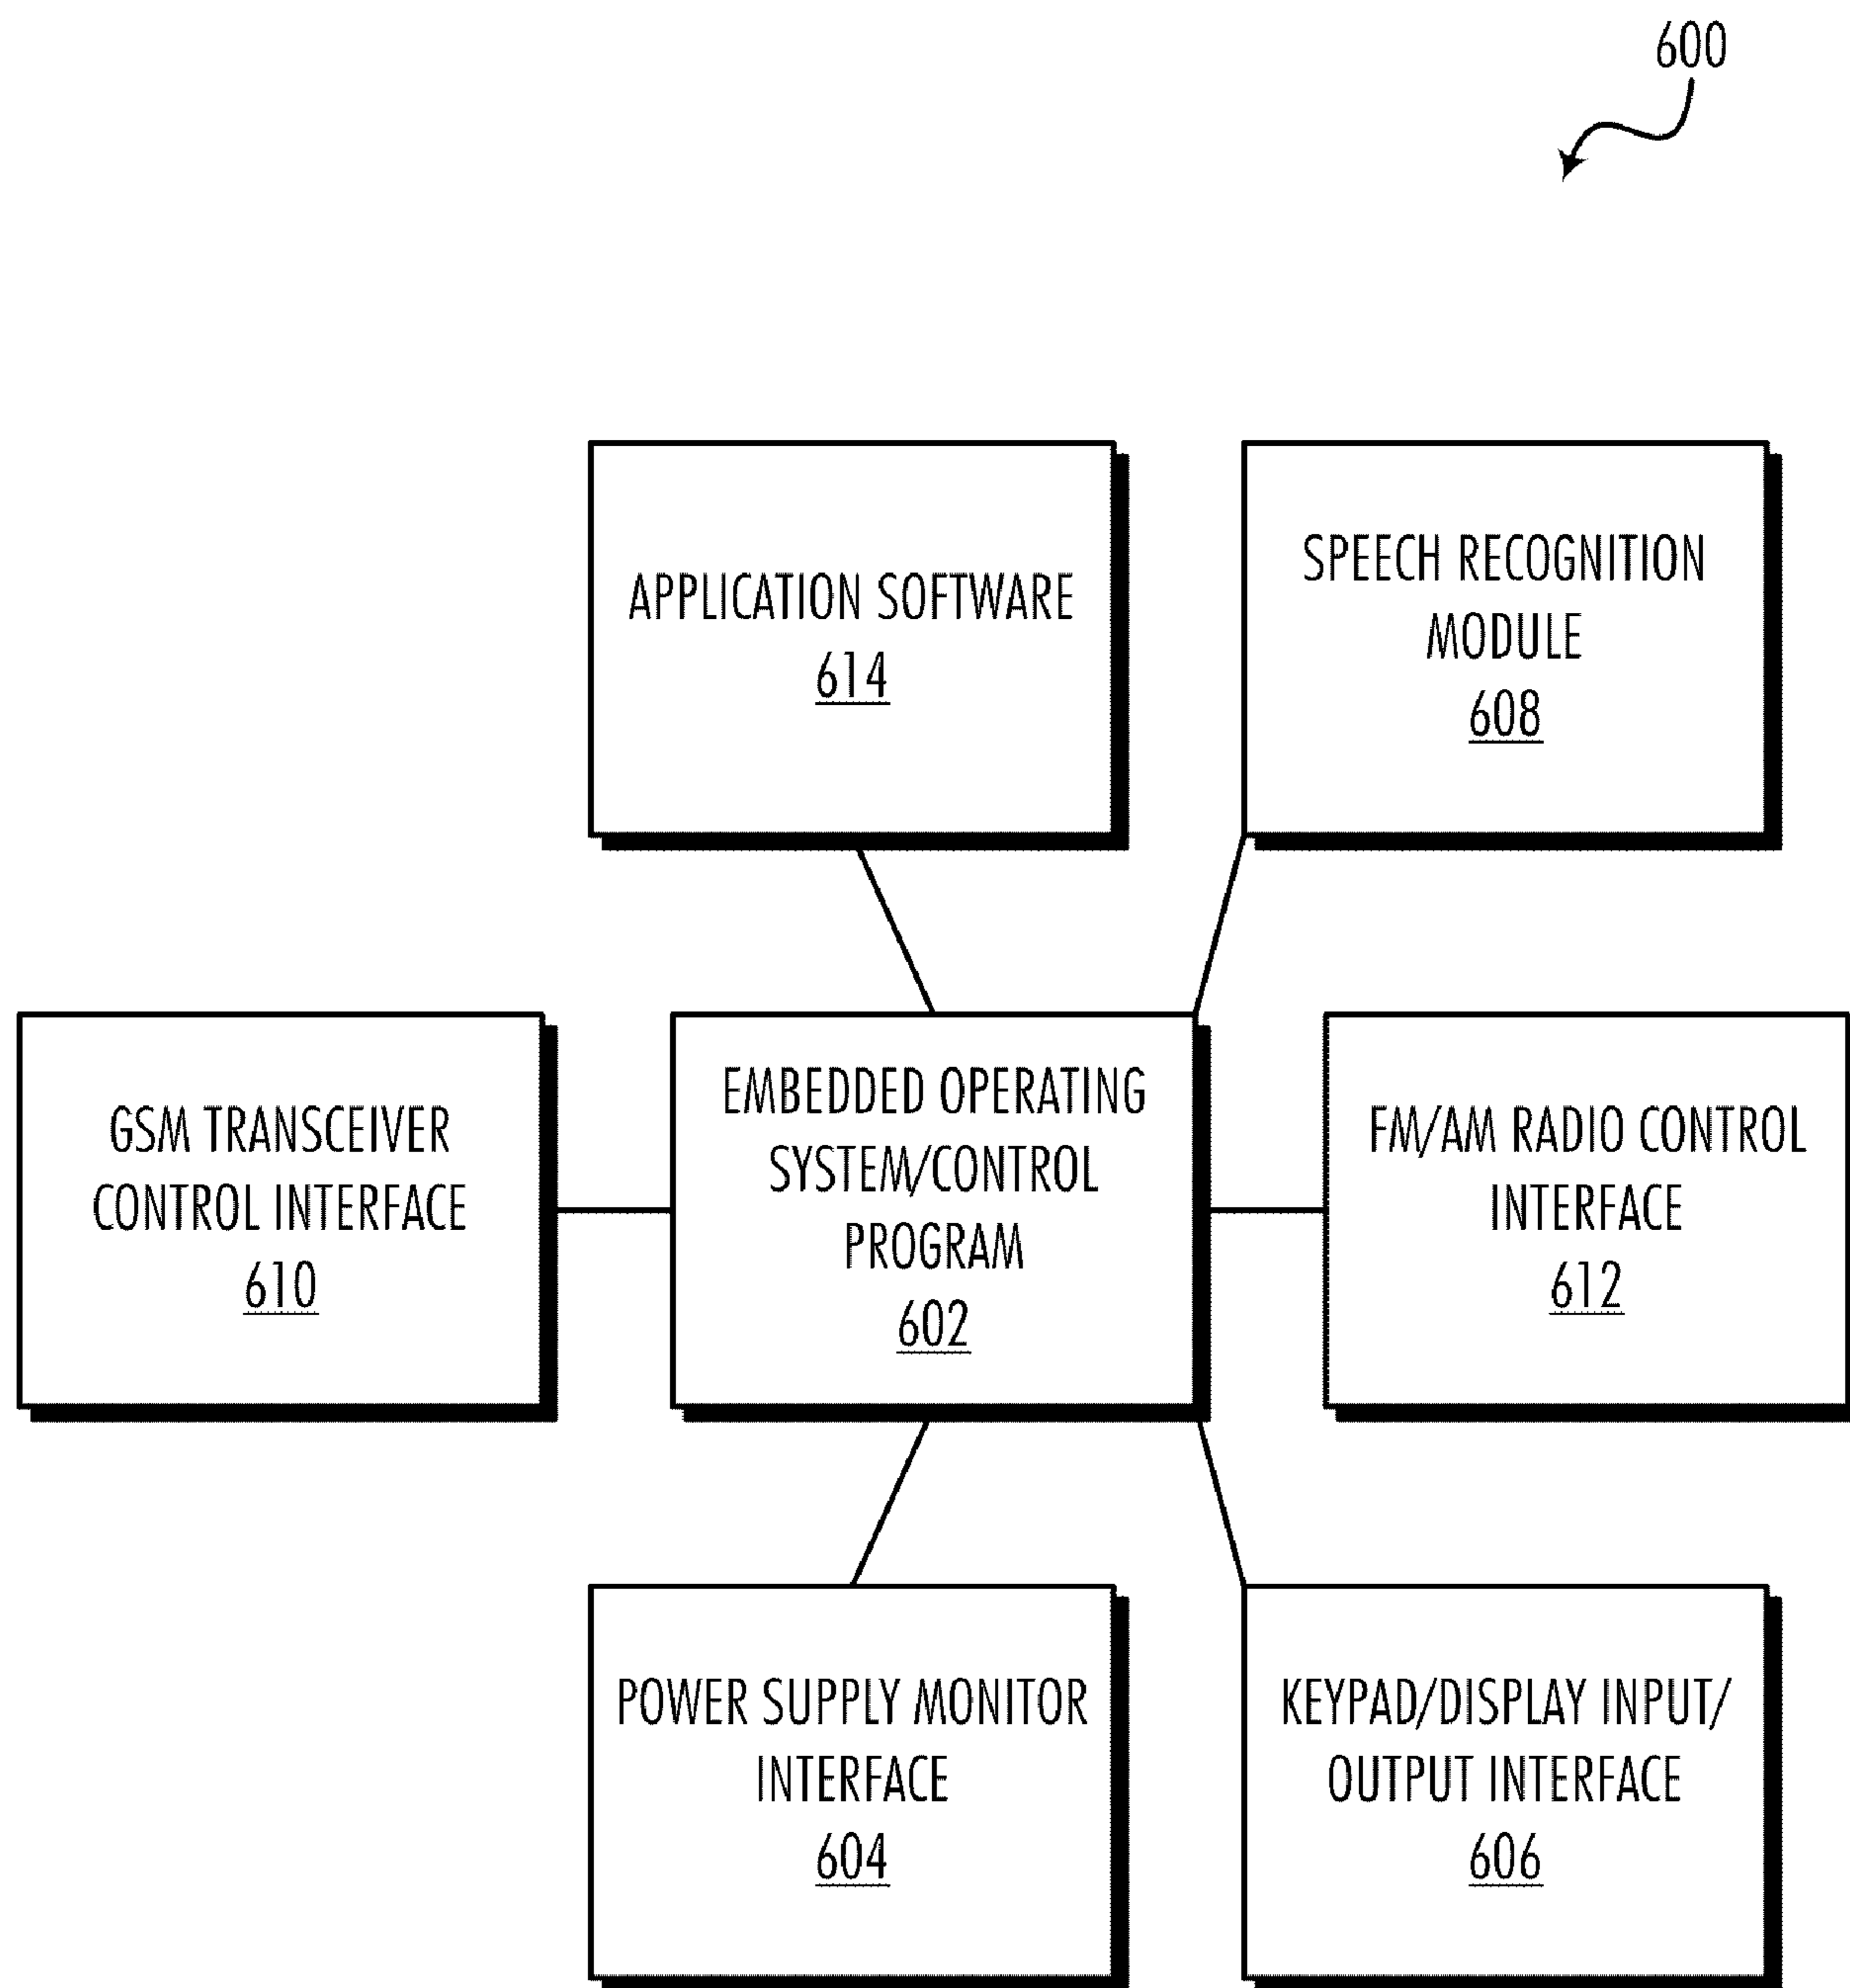 600
APPLICATION SOFTWARE
614
SPEECH RECOGNITION
MODULE
608
GSM TRANSCEIVER
CONTROL INTERFACE
610
EMBEDDED OPERATING
SYSTEM/CONTROL
PROGRAM
602
FM/AM RADIO CONTROL
INTERFACE
612
POWER SUPPLY MONITOR
INTERFACE
604
KEYPAD/DISPLAY INPUT/
OUTPUT INTERFACE
606